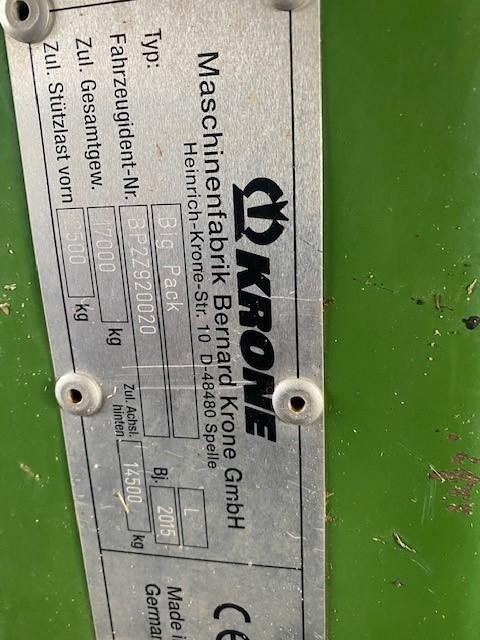 KRONE
Maschinenfabrik Bernard Krone GmbH
Heinrich-Krone-Str. 10 D-48480 Spelle
CE
Typ: Big Pack L
Fahrzeugident-Nr. BP2Z920020 Bj. 2015
Zul. Gesamtgew. 17000 kg Zul. Achsl. hinten 14500 kg
Zul. Stützlast vorn kg
Made in
Germany